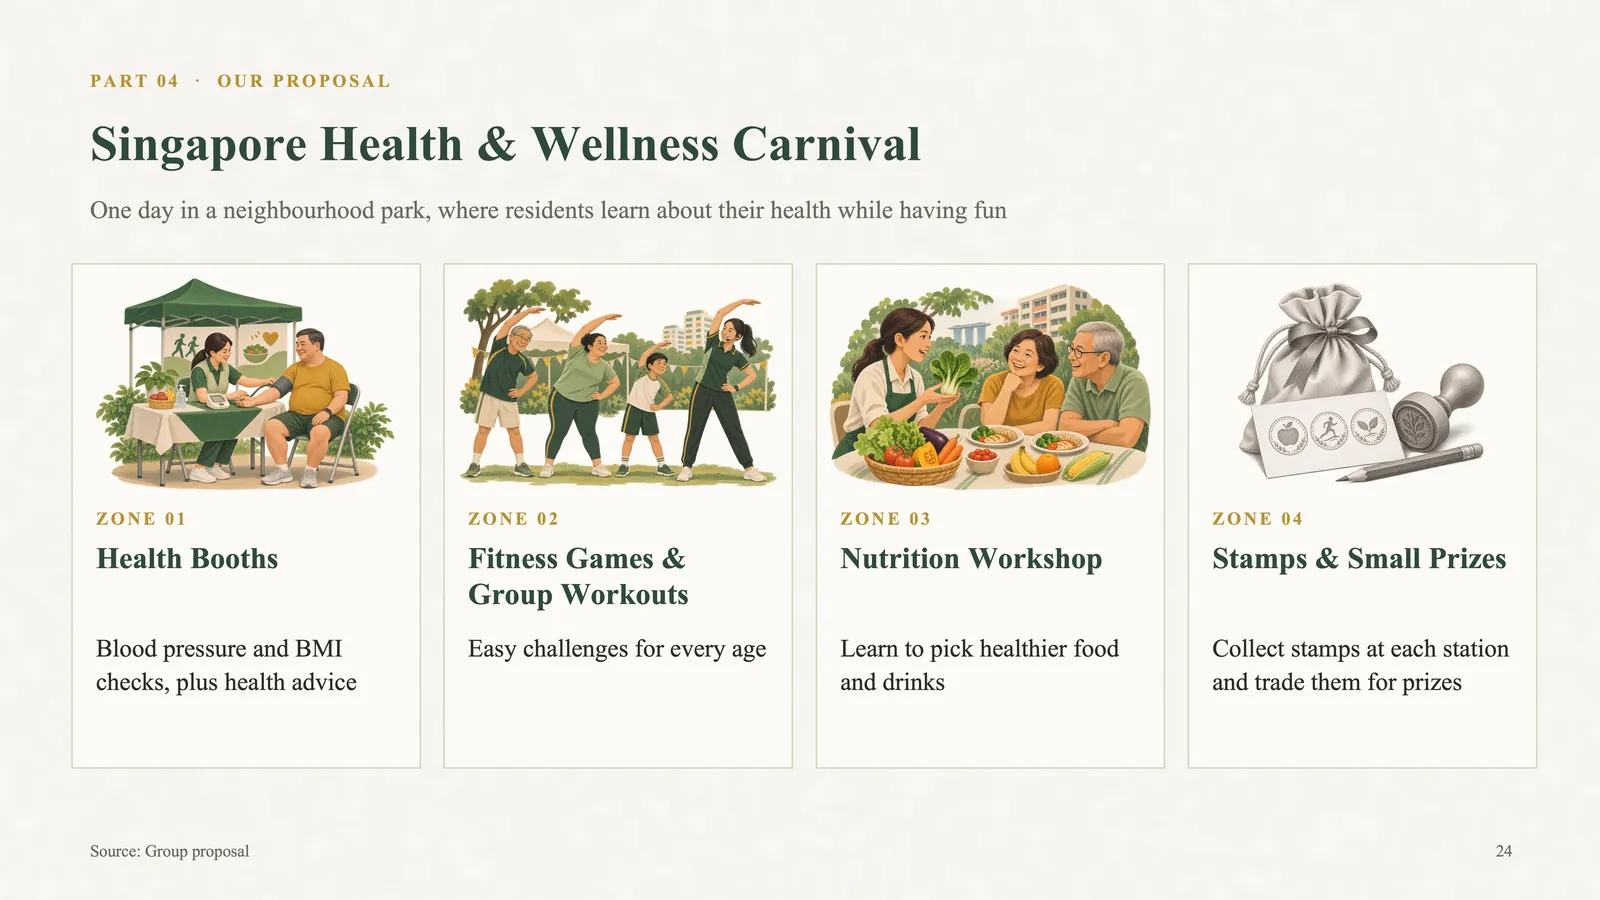 PART 04 · OUR PROPOSAL
Singapore Health & Wellness Carnival
One day in a neighbourhood park, where residents learn about their health while having fun
ZONE 01
Health Booths
Blood pressure and BMI
checks, plus health advice
ZONE 02
Fitness Games &
Group Workouts
Easy challenges for every age
ZONE 03
Nutrition Workshop
Learn to pick healthier food
and drinks
ZONE 04
Stamps & Small Prizes
Collect stamps at each station
and trade them for prizes
Source: Group proposal
24